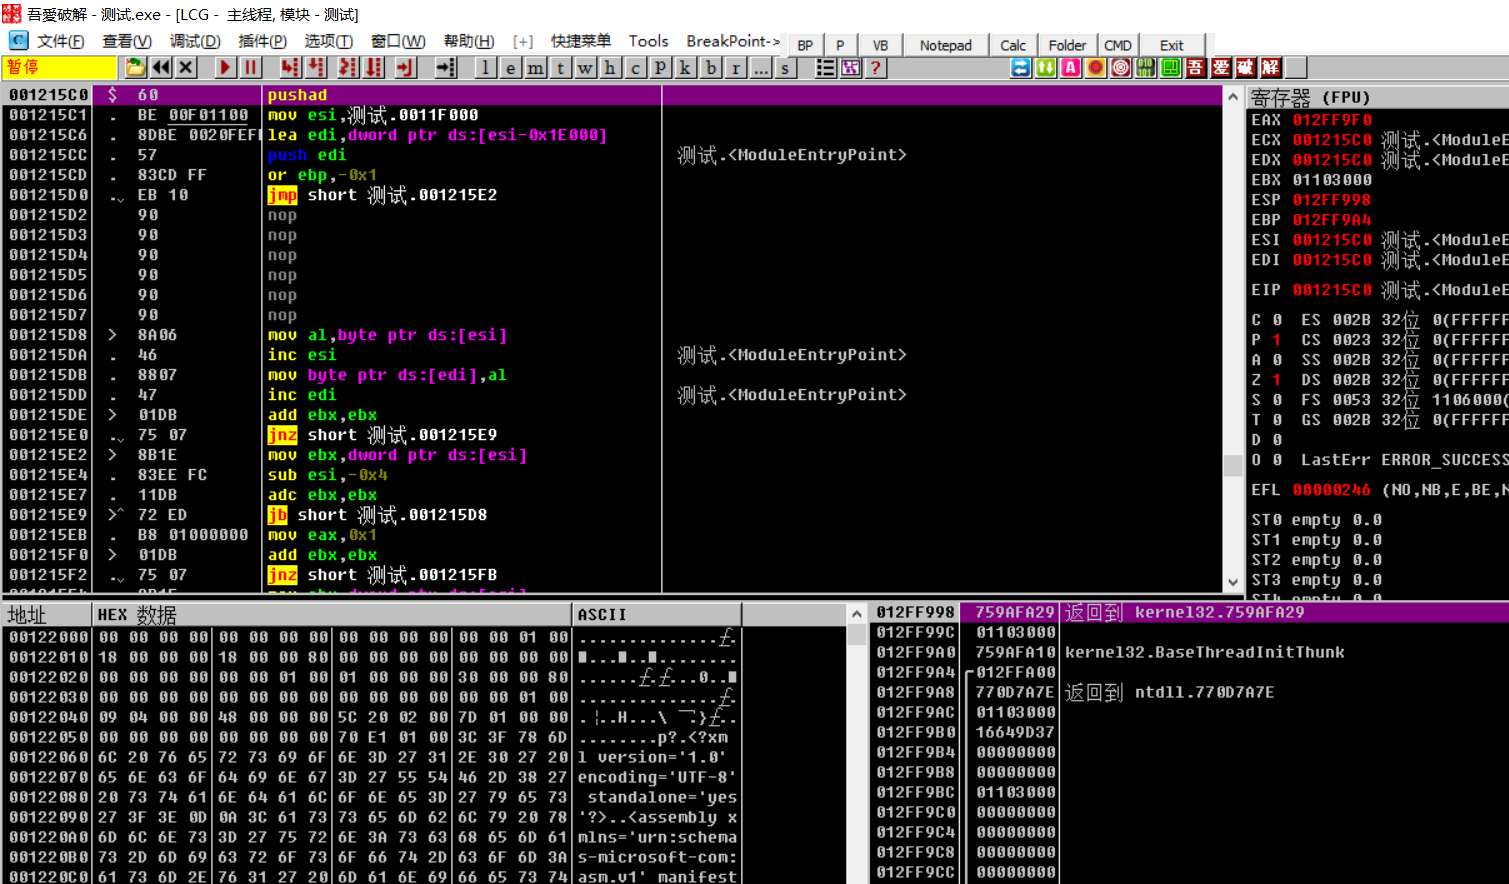 吾愛破解 - 测试.exe - [LCG -  主线程, 模块 - 测试]
文件(F) 查看(V) 调试(D) 插件(P) 选项(T) 窗口(W) 帮助(H) [+] 快捷菜单 Tools BreakPoint-> BP P VB Notepad Calc Folder CMD Exit
暂停 l e m t w h c p k b r ... s ? A 吾 爱 破 解
001215C0 $ 60 pushad
001215C1 . BE 00F01100 mov esi,测试.0011F000
001215C6 . 8DBE 0020FEF lea edi,dword ptr ds:[esi-0x1E000]
001215CC . 57 push edi 测试.<ModuleEntryPoint>
001215CD . 83CD FF or ebp,-0x1
001215D0 . EB 10 jmp short 测试.001215E2
001215D2 90 nop
001215D3 90 nop
001215D4 90 nop
001215D5 90 nop
001215D6 90 nop
001215D7 90 nop
001215D8 > 8A06 mov al,byte ptr ds:[esi]
001215DA . 46 inc esi 测试.<ModuleEntryPoint>
001215DB . 8807 mov byte ptr ds:[edi],al
001215DD . 47 inc edi 测试.<ModuleEntryPoint>
001215DE > 01DB add ebx,ebx
001215E0 . 75 07 jnz short 测试.001215E9
001215E2 > 8B1E mov ebx,dword ptr ds:[esi]
001215E4 . 83EE FC sub esi,-0x4
001215E7 . 11DB adc ebx,ebx
001215E9 >^ 72 ED jb short 测试.001215D8
001215EB . B8 01000000 mov eax,0x1
001215F0 > 01DB add ebx,ebx
001215F2 . 75 07 jnz short 测试.001215FB
寄存器 (FPU)
EAX 012FF9F0
ECX 001215C0 测试.<ModuleE
EDX 001215C0 测试.<ModuleE
EBX 01103000
ESP 012FF998
EBP 012FF9A4
ESI 001215C0 测试.<ModuleE
EDI 001215C0 测试.<ModuleE
EIP 001215C0 测试.<ModuleE
C 0 ES 002B 32位 0(FFFFFF
P 1 CS 0023 32位 0(FFFFFF
A 0 SS 002B 32位 0(FFFFFF
Z 1 DS 002B 32位 0(FFFFFF
S 0 FS 0053 32位 1106000(
T 0 GS 002B 32位 0(FFFFFF
D 0
O 0 LastErr ERROR_SUCCESS
EFL 00000246 (NO,NB,E,BE,N
ST0 empty 0.0
ST1 empty 0.0
ST2 empty 0.0
ST3 empty 0.0
地址 HEX 数据 ASCII
00122000 00 00 00 00 00 00 00 00 00 00 00 00 00 00 01 00 ..............
00122010 18 00 00 00 18 00 00 80 00 00 00 00 00 00 00 00
00122020 00 00 00 00 00 00 01 00 01 00 00 00 30 00 00 80
00122030 00 00 00 00 00 00 00 00 00 00 00 00 00 00 01 00 ..............
00122040 09 04 00 00 48 00 00 00 5C 20 02 00 7D 01 00 00
00122050 00 00 00 00 00 00 00 00 70 E1 01 00 3C 3F 78 6D ........p?.<?xm
00122060 6C 20 76 65 72 73 69 6F 6E 3D 27 31 2E 30 27 20 l version='1.0'
00122070 65 6E 63 6F 64 69 6E 67 3D 27 55 54 46 2D 38 27 encoding='UTF-8'
00122080 20 73 74 61 6E 64 61 6C 6F 6E 65 3D 27 79 65 73 standalone='yes
00122090 27 3F 3E 0D 0A 3C 61 73 73 65 6D 62 6C 79 20 78 '?>..<assembly x
001220A0 6D 6C 6E 73 3D 27 75 72 6E 3A 73 63 68 65 6D 61 mlns='urn:schema
001220B0 73 2D 6D 69 63 72 6F 73 6F 66 74 2D 63 6F 6D 3A s-microsoft-com:
001220C0 61 73 6D 2E 76 31 27 20 6D 61 6E 69 66 65 73 74 asm.v1' manifest
012FF998 759AFA29 返回到 kernel32.759AFA29
012FF99C 01103000
012FF9A0 759AFA10 kernel32.BaseThreadInitThunk
012FF9A4 012FFA00
012FF9A8 770D7A7E 返回到 ntdll.770D7A7E
012FF9AC 01103000
012FF9B0 16649D37
012FF9B4 00000000
012FF9B8 00000000
012FF9BC 01103000
012FF9C0 00000000
012FF9C4 00000000
012FF9C8 00000000
012FF9CC 00000000